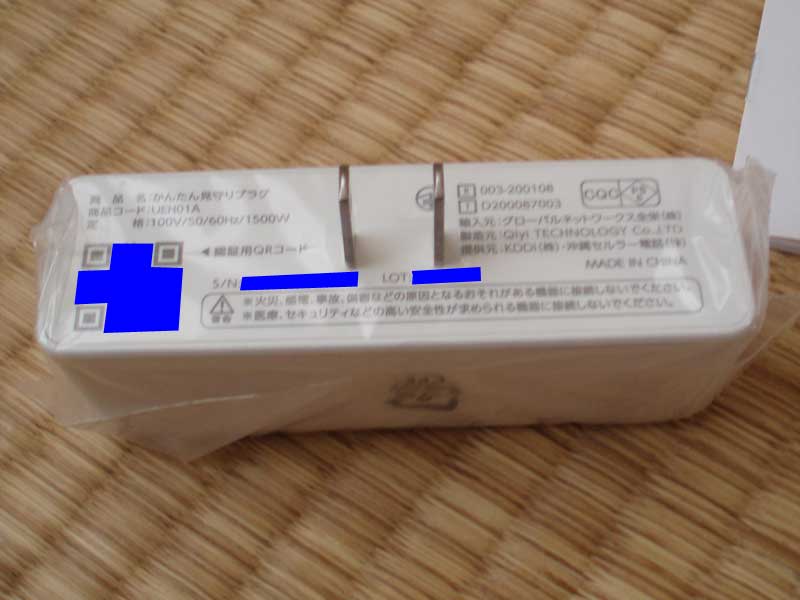 商　品　名:かんたん見守りプラグ
商品コード:UEN01A
定　　　格:100V/50/60Hz/1500W
◀認証用QRコード
S/N
LOT:
R 003-200108
T D200087003
CQC PS E
輸入元:グローバルネットワークス全栄(株)
製造元:Qiyi TECHNOLOGY Co.,LTD
提供元:KDDI(株)・沖縄セルラー電話(株)
MADE IN CHINA
警告
※火災、感電、事故、傷害などの原因となるおそれがある機器に接続しないでください。
※医療、セキュリティなどの高い安全性が求められる機器に接続しないでください。